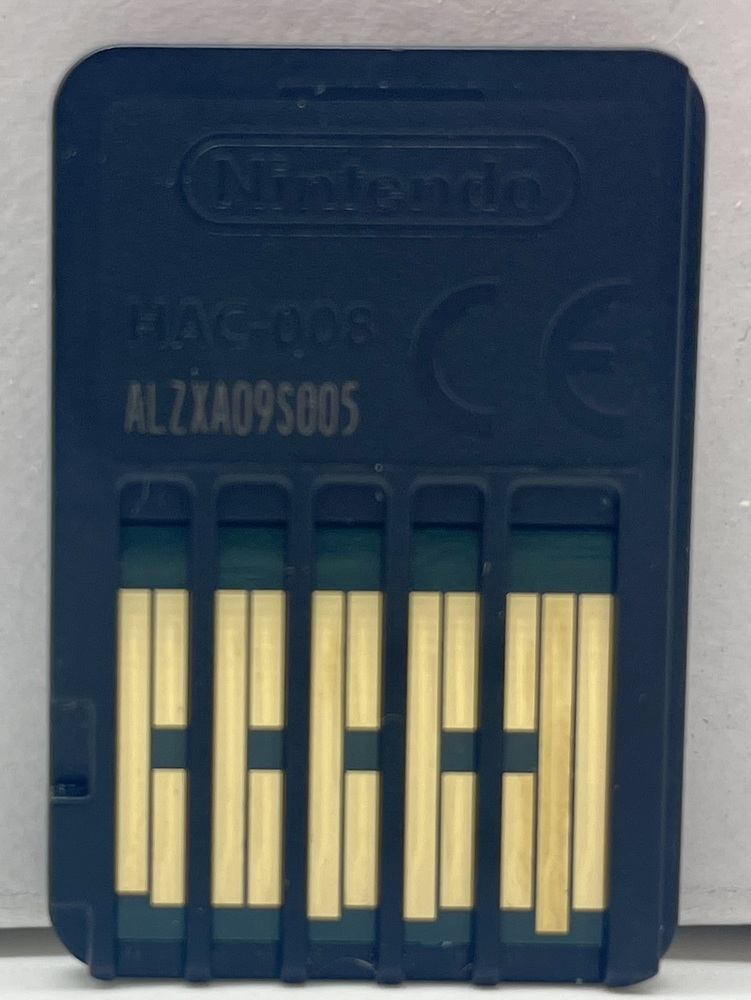 Nintendo
HAC-008
CE
ALZXA09S005